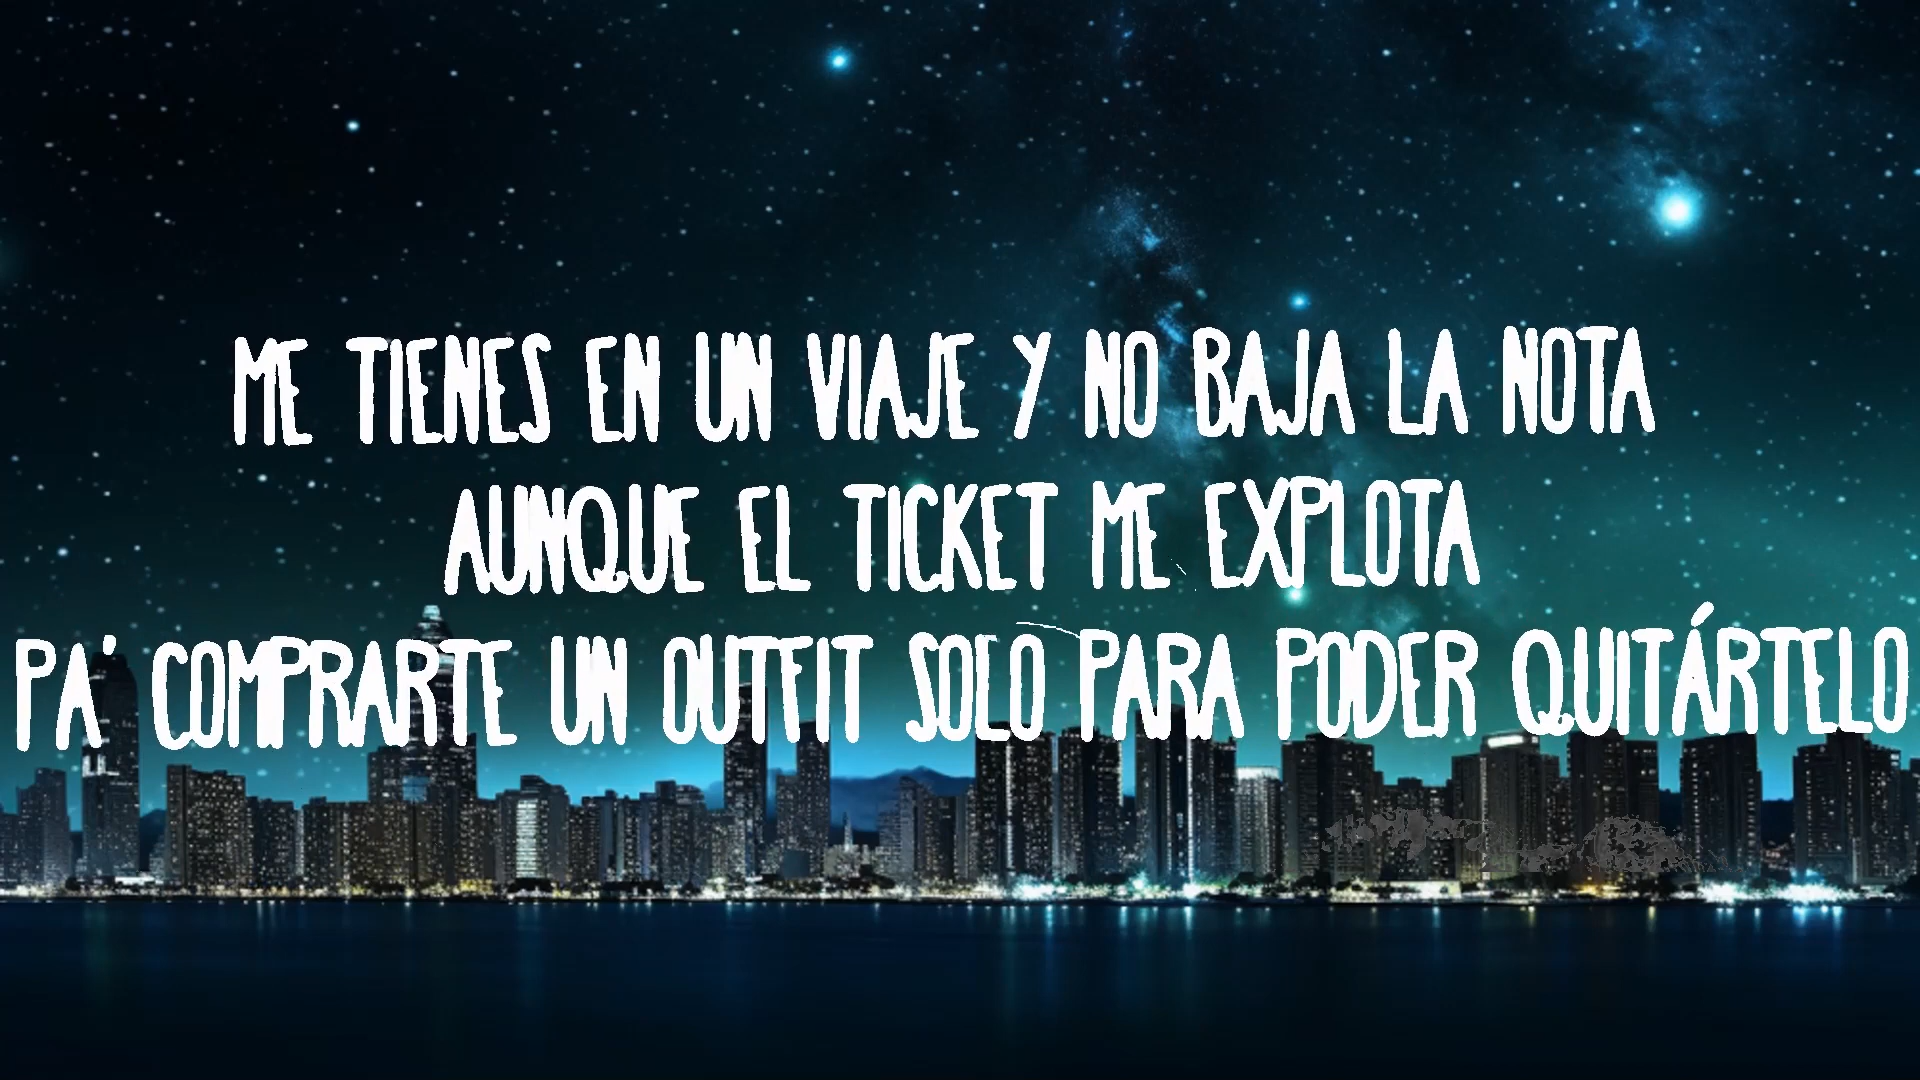 ME TIENES EN UN VIAJE Y NO BAJA LA NOTA
AUNQUE EL TICKET ME EXPLOTA
PA' COMPRARTE UN OUTFIT SOLO PARA PODER QUITÁRTELO